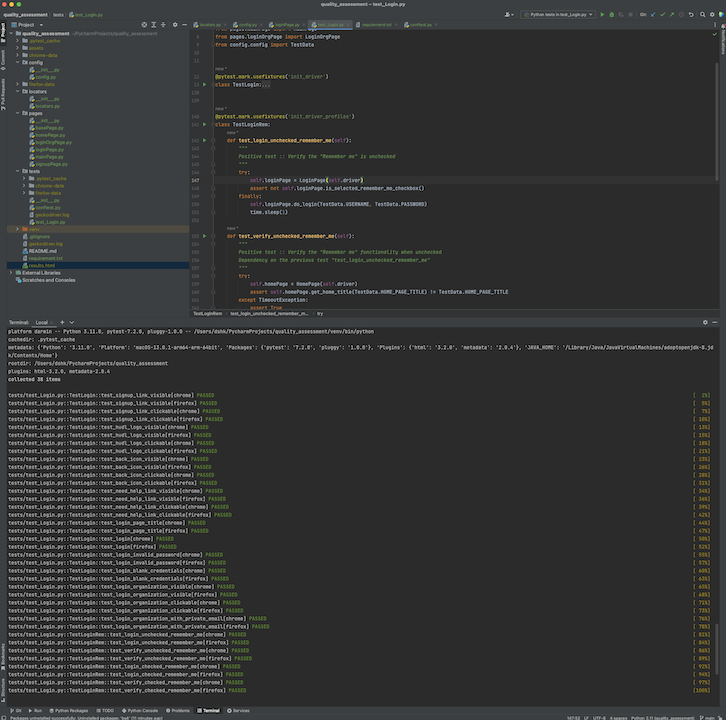 quality_assessment – test_Login.py
quality_assessment tests test_Login.py
Python tests in test_Login.py
Git:
Project
locators.py config.py loginPage.py test_Login.py requirement.txt conftest.py
quality_assessment ~/PycharmProjects/quality_assessment
.pytest_cache
assets
chrome-data
config
__init__.py
config.py
firefox-data
locators
__init__.py
locators.py
pages
__init__.py
basePage.py
homePage.py
loginOrgPage.py
loginPage.py
mainPage.py
signupPage.py
tests
.pytest_cache
chrome-data
firefox-data
__init__.py
conftest.py
geckodriver.log
test_Login.py
venv
.gitignore
geckodriver.log
README.md
requirement.txt
results.html
External Libraries
Scratches and Consoles
from pages.loginOrgPage import LoginOrgPage
from config.config import TestData
new *
@pytest.mark.usefixtures('init_driver')
class TestLogin:...
new *
@pytest.mark.usefixtures('init_driver_profiles')
class TestLoginRem:
new *
def test_login_unchecked_remember_me(self):
"""
Positive test :: Verify the "Remember me" is unchecked
"""
try:
147 self.loginPage = LoginPage(self.driver)
148 assert not self.loginPage.is_selected_remember_me_checkbox()
finally:
self.loginPage.do_login(TestData.USERNAME, TestData.PASSWORD)
time.sleep(1)
new *
def test_verify_unchecked_remember_me(self):
"""
Positive test :: Verify the "Remember me" functionality when unchecked
Dependency on the previous test "test_login_unchecked_remember_me"
"""
try:
self.homePage = HomePage(self.driver)
assert self.homePage.get_home_title(TestData.HOME_PAGE_TITLE) != TestData.HOME_PAGE_TITLE
except TimeoutException:
assert True
TestLoginRem test_login_unchecked_remember_m... try
Terminal: Local
platform darwin -- Python 3.11.0, pytest-7.2.0, pluggy-1.0.0 -- /Users/dshk/PycharmProjects/quality_assessment/venv/bin/python
cachedir: .pytest_cache
metadata: {'Python': '3.11.0', 'Platform': 'macOS-13.0.1-arm64-arm-64bit', 'Packages': {'pytest': '7.2.0', 'pluggy': '1.0.0'}, 'Plugins': {'html': '3.2.0', 'metadata': '2.0.4'}, 'JAVA_HOME': '/Library/Java/JavaVirtualMachines/adoptopenjdk-8.jdk/Contents/Home'}
rootdir: /Users/dshk/PycharmProjects/quality_assessment
plugins: html-3.2.0, metadata-2.0.4
collected 38 items
tests/test_Login.py::TestLogin::test_signup_link_visible[chrome] PASSED [ 2%]
tests/test_Login.py::TestLogin::test_signup_link_visible[firefox] PASSED [ 5%]
tests/test_Login.py::TestLogin::test_signup_link_clickable[chrome] PASSED [ 7%]
tests/test_Login.py::TestLogin::test_signup_link_clickable[firefox] PASSED [ 10%]
tests/test_Login.py::TestLogin::test_hudl_logo_visible[chrome] PASSED [ 13%]
tests/test_Login.py::TestLogin::test_hudl_logo_visible[firefox] PASSED [ 15%]
tests/test_Login.py::TestLogin::test_hudl_logo_clickable[chrome] PASSED [ 18%]
tests/test_Login.py::TestLogin::test_hudl_logo_clickable[firefox] PASSED [ 21%]
tests/test_Login.py::TestLogin::test_back_icon_visible[chrome] PASSED [ 23%]
tests/test_Login.py::TestLogin::test_back_icon_visible[firefox] PASSED [ 26%]
tests/test_Login.py::TestLogin::test_back_icon_clickable[chrome] PASSED [ 28%]
tests/test_Login.py::TestLogin::test_back_icon_clickable[firefox] PASSED [ 31%]
tests/test_Login.py::TestLogin::test_need_help_link_visible[chrome] PASSED [ 34%]
tests/test_Login.py::TestLogin::test_need_help_link_visible[firefox] PASSED [ 36%]
tests/test_Login.py::TestLogin::test_need_help_link_clickable[chrome] PASSED [ 39%]
tests/test_Login.py::TestLogin::test_need_help_link_clickable[firefox] PASSED [ 42%]
tests/test_Login.py::TestLogin::test_login_page_title[chrome] PASSED [ 44%]
tests/test_Login.py::TestLogin::test_login_page_title[firefox] PASSED [ 47%]
tests/test_Login.py::TestLogin::test_login[chrome] PASSED [ 50%]
tests/test_Login.py::TestLogin::test_login[firefox] PASSED [ 52%]
tests/test_Login.py::TestLogin::test_login_invalid_password[chrome] PASSED [ 55%]
tests/test_Login.py::TestLogin::test_login_invalid_password[firefox] PASSED [ 57%]
tests/test_Login.py::TestLogin::test_login_blank_credentials[chrome] PASSED [ 60%]
tests/test_Login.py::TestLogin::test_login_blank_credentials[firefox] PASSED [ 63%]
tests/test_Login.py::TestLogin::test_login_organization_visible[chrome] PASSED [ 65%]
tests/test_Login.py::TestLogin::test_login_organization_visible[firefox] PASSED [ 68%]
tests/test_Login.py::TestLogin::test_login_organization_clickable[chrome] PASSED [ 71%]
tests/test_Login.py::TestLogin::test_login_organization_clickable[firefox] PASSED [ 73%]
tests/test_Login.py::TestLogin::test_login_organization_with_private_email[chrome] PASSED [ 76%]
tests/test_Login.py::TestLogin::test_login_organization_with_private_email[firefox] PASSED [ 78%]
tests/test_Login.py::TestLoginRem::test_login_unchecked_remember_me[chrome] PASSED [ 81%]
tests/test_Login.py::TestLoginRem::test_login_unchecked_remember_me[firefox] PASSED [ 84%]
tests/test_Login.py::TestLoginRem::test_verify_unchecked_remember_me[chrome] PASSED [ 86%]
tests/test_Login.py::TestLoginRem::test_verify_unchecked_remember_me[firefox] PASSED [ 89%]
tests/test_Login.py::TestLoginRem::test_login_checked_remember_me[chrome] PASSED [ 92%]
tests/test_Login.py::TestLoginRem::test_login_checked_remember_me[firefox] PASSED [ 94%]
tests/test_Login.py::TestLoginRem::test_verify_checked_remember_me[chrome] PASSED [ 97%]
tests/test_Login.py::TestLoginRem::test_verify_checked_remember_me[firefox] PASSED [100%]
Project
Commit
Pull Requests
Bookmarks
Structure
Notifications
Git Run Python Packages TODO Python Console Problems Terminal Services
Packages uninstalled successfully: Uninstalled packages: 'bs4' (11 minutes ago)
147:52 LF UTF-8 4 spaces Python 3.11 (quality_assessment) main